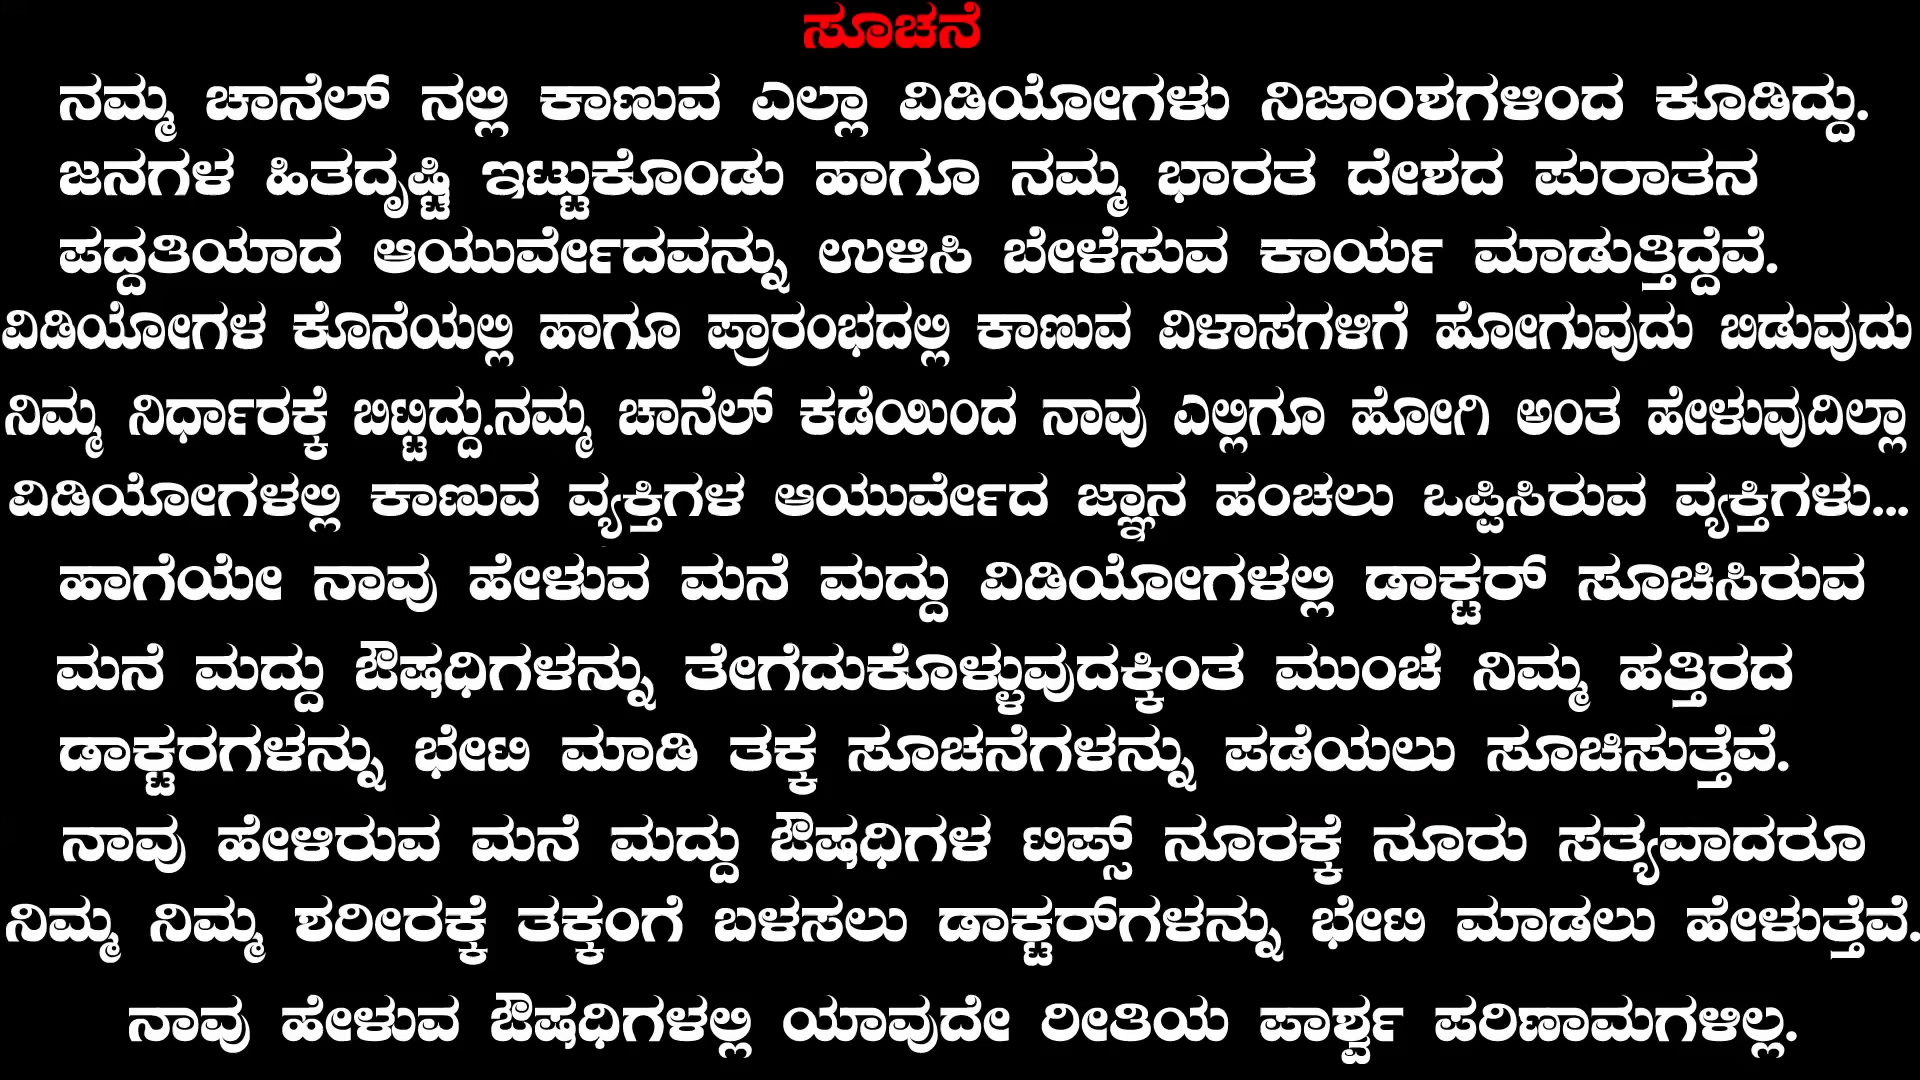 ಸೂಚನೆ
ನಮ್ಮ ಚಾನೆಲ್ ನಲ್ಲಿ ಕಾಣುವ ಎಲ್ಲಾ ವಿಡಿಯೋಗಳು ನಿಜಾಂಶಗಳಿಂದ ಕೂಡಿದ್ದು.
ಜನಗಳ ಹಿತದೃಷ್ಟಿ ಇಟ್ಟುಕೊಂಡು ಹಾಗೂ ನಮ್ಮ ಭಾರತ ದೇಶದ ಪುರಾತನ
ಪದ್ದತಿಯಾದ ಆಯುರ್ವೇದವನ್ನು ಉಳಿಸಿ ಬೇಳೆಸುವ ಕಾರ್ಯ ಮಾಡುತ್ತಿದ್ದೆವೆ.
ವಿಡಿಯೋಗಳ ಕೊನೆಯಲ್ಲಿ ಹಾಗೂ ಪ್ರಾರಂಭದಲ್ಲಿ ಕಾಣುವ ವಿಳಾಸಗಳಿಗೆ ಹೋಗುವುದು ಬಿಡುವುದು
ನಿಮ್ಮ ನಿರ್ಧಾರಕ್ಕೆ ಬಿಟ್ಟಿದ್ದು.ನಮ್ಮ ಚಾನೆಲ್ ಕಡೆಯಿಂದ ನಾವು ಎಲ್ಲಿಗೂ ಹೋಗಿ ಅಂತ ಹೇಳುವುದಿಲ್ಲಾ
ವಿಡಿಯೋಗಳಲ್ಲಿ ಕಾಣುವ ವ್ಯಕ್ತಿಗಳ ಆಯುರ್ವೇದ ಜ್ಞಾನ ಹಂಚಲು ಒಪ್ಪಿಸಿರುವ ವ್ಯಕ್ತಿಗಳು...
ಹಾಗೆಯೇ ನಾವು ಹೇಳುವ ಮನೆ ಮದ್ದು ವಿಡಿಯೋಗಳಲ್ಲಿ ಡಾಕ್ಟರ್ ಸೂಚಿಸಿರುವ
ಮನೆ ಮದ್ದು ಔಷಧಿಗಳನ್ನು ತೇಗೆದುಕೊಳ್ಳುವುದಕ್ಕಿಂತ ಮುಂಚೆ ನಿಮ್ಮ ಹತ್ತಿರದ
ಡಾಕ್ಟರಗಳನ್ನು ಭೇಟಿ ಮಾಡಿ ತಕ್ಕ ಸೂಚನೆಗಳನ್ನು ಪಡೆಯಲು ಸೂಚಿಸುತ್ತೆವೆ.
ನಾವು ಹೇಳಿರುವ ಮನೆ ಮದ್ದು ಔಷಧಿಗಳ ಟಿಪ್ಸ್ ನೂರಕ್ಕೆ ನೂರು ಸತ್ಯವಾದರೂ
ನಿಮ್ಮ ನಿಮ್ಮ ಶರೀರಕ್ಕೆ ತಕ್ಕಂಗೆ ಬಳಸಲು ಡಾಕ್ಟರ್‌ಗಳನ್ನು ಭೇಟಿ ಮಾಡಲು ಹೇಳುತ್ತೆವೆ.
ನಾವು ಹೇಳುವ ಔಷಧಿಗಳಲ್ಲಿ ಯಾವುದೇ ರೀತಿಯ ಪಾರ್ಶ್ವ ಪರಿಣಾಮಗಳಿಲ್ಲ.